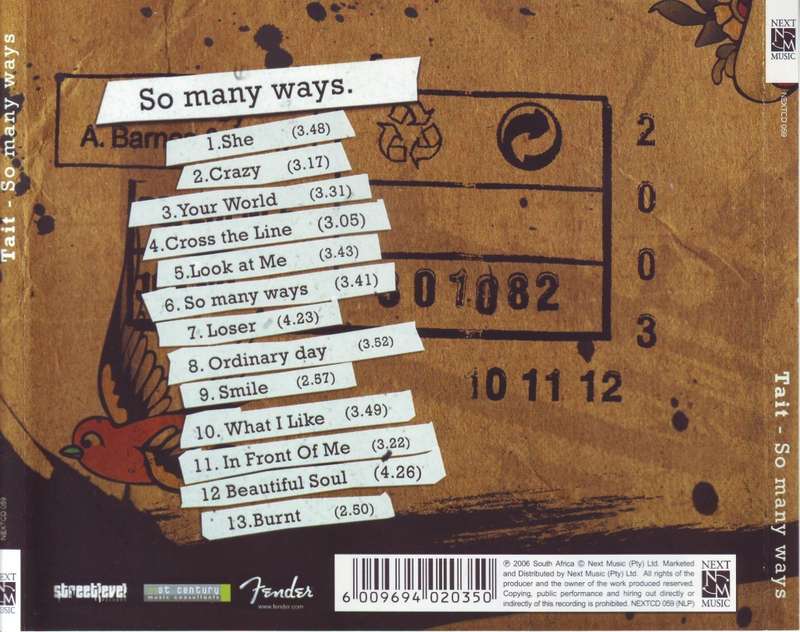 So many ways.
A. Barnes
1.She (3.48)
2.Crazy (3.17)
3.Your World (3.31)
4.Cross the Line (3.05)
5.Look at Me (3.43)
6.So many ways (3.41)
7.Loser (4.23)
8.Ordinary day (3.52)
9.Smile (2.57)
10.What I Like (3.49)
11.In Front Of Me (3.22)
12 Beautiful Soul (4.26)
13.Burnt (2.50)
01082
10 11 12
2
0
0
3
Tait - So many ways
Tait - So many ways
NEXT
NM
MUSIC
NEXTCD 059
NEXTCD 059
NEXT
NM
MUSIC
streetlevel
st century
music consultants
Fender
www.fender.com
6 009694 020350
℗ 2006 South Africa © Next Music (Pty) Ltd. Marketed
and Distributed by Next Music (Pty) Ltd. All rights of the
producer and the owner of the work produced reserved.
Copying, public performance and hiring out directly or
indirectly of this recording is prohibited. NEXTCD 059 (NLP)
NEXT
NM
MUSIC